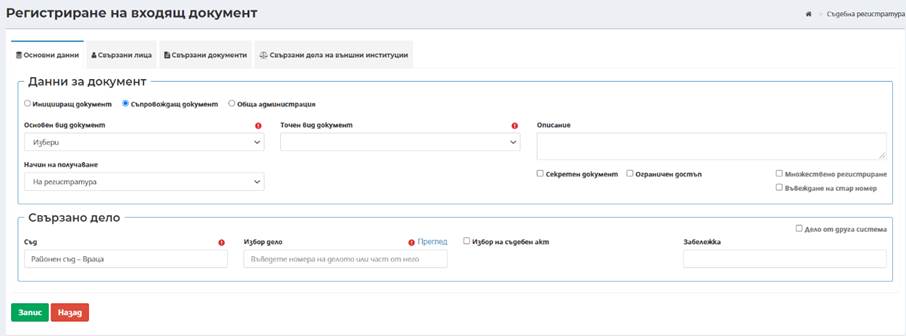 Регистриране на входящ документ
Съдебна регистратура
Основни данни Свързани лица Свързани документи Свързани дела на външни институции
Данни за документ
Иницииращ документ Съпровождащ документ Обща администрация
Основен вид документ Точен вид документ Описание
Избери
Начин на получаване
На регистратура
Секретен документ Ограничен достъп Множествено регистриране
Въвеждане на стар номер
Свързано дело
Дело от друга система
Съд Избор дело Преглед Избор на съдебен акт Забележка
Районен съд – Враца Въведете номера на делото или част от него
Запис Назад